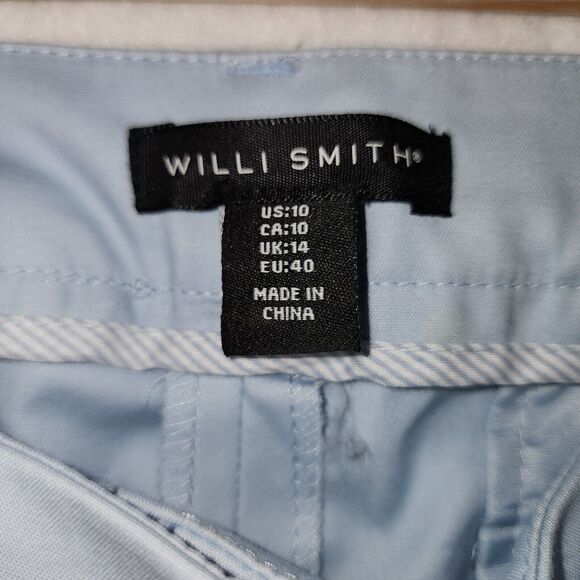 WILLI SMITH®
US:10
CA:10
UK:14
EU:40
MADE IN
CHINA